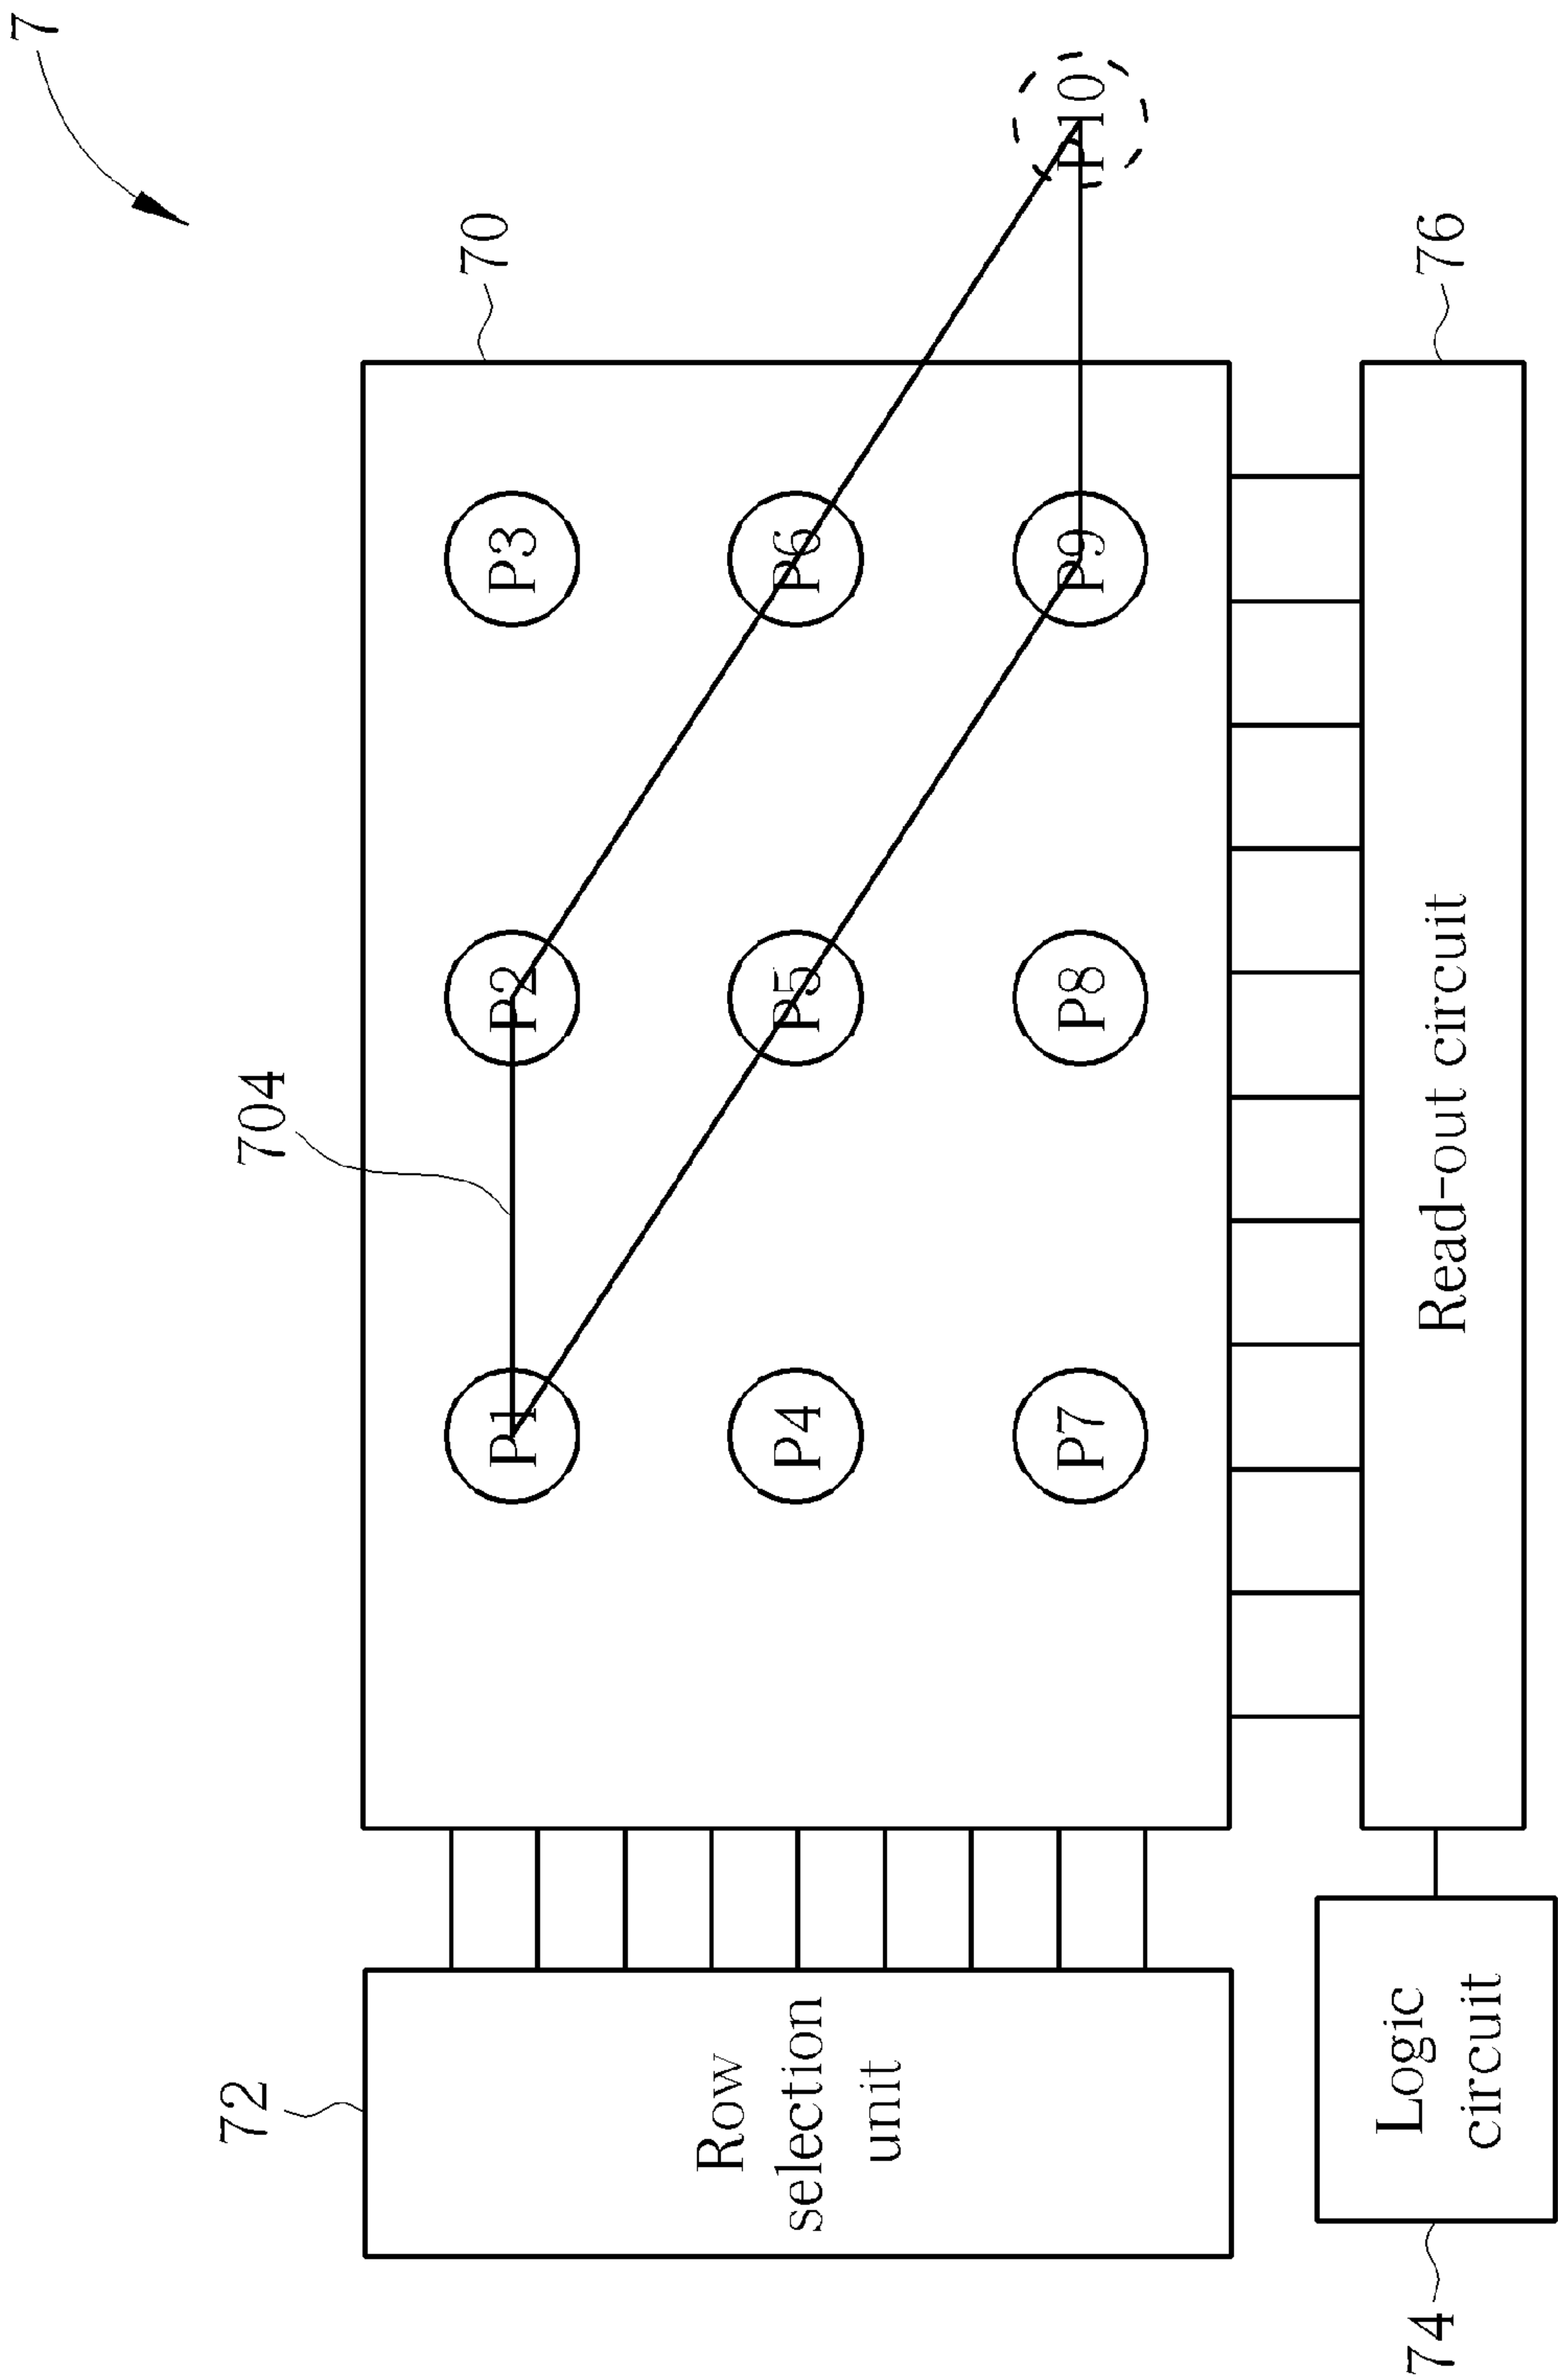 7
70
76
P3
P6
P9
P10
704
P2
P5
P8
P1
P4
P7
Read-out circuit
72
Row
selection
unit
Logic
circuit
74